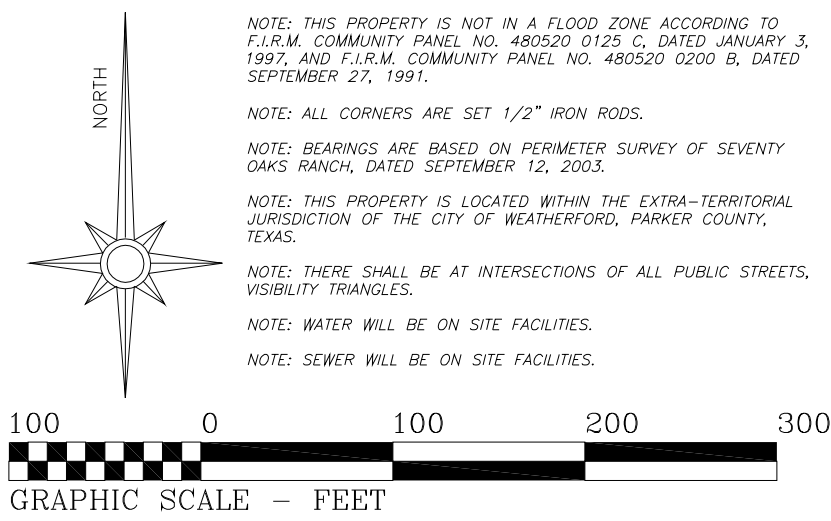 NORTH
NOTE: THIS PROPERTY IS NOT IN A FLOOD ZONE ACCORDING TO
F.I.R.M. COMMUNITY PANEL NO. 480520 0125 C, DATED JANUARY 3,
1997, AND F.I.R.M. COMMUNITY PANEL NO. 480520 0200 B, DATED
SEPTEMBER 27, 1991.
NOTE: ALL CORNERS ARE SET 1/2" IRON RODS.
NOTE: BEARINGS ARE BASED ON PERIMETER SURVEY OF SEVENTY
OAKS RANCH, DATED SEPTEMBER 12, 2003.
NOTE: THIS PROPERTY IS LOCATED WITHIN THE EXTRA-TERRITORIAL
JURISDICTION OF THE CITY OF WEATHERFORD, PARKER COUNTY,
TEXAS.
NOTE: THERE SHALL BE AT INTERSECTIONS OF ALL PUBLIC STREETS,
VISIBILITY TRIANGLES.
NOTE: WATER WILL BE ON SITE FACILITIES.
NOTE: SEWER WILL BE ON SITE FACILITIES.
100 0 100 200 300
GRAPHIC SCALE - FEET